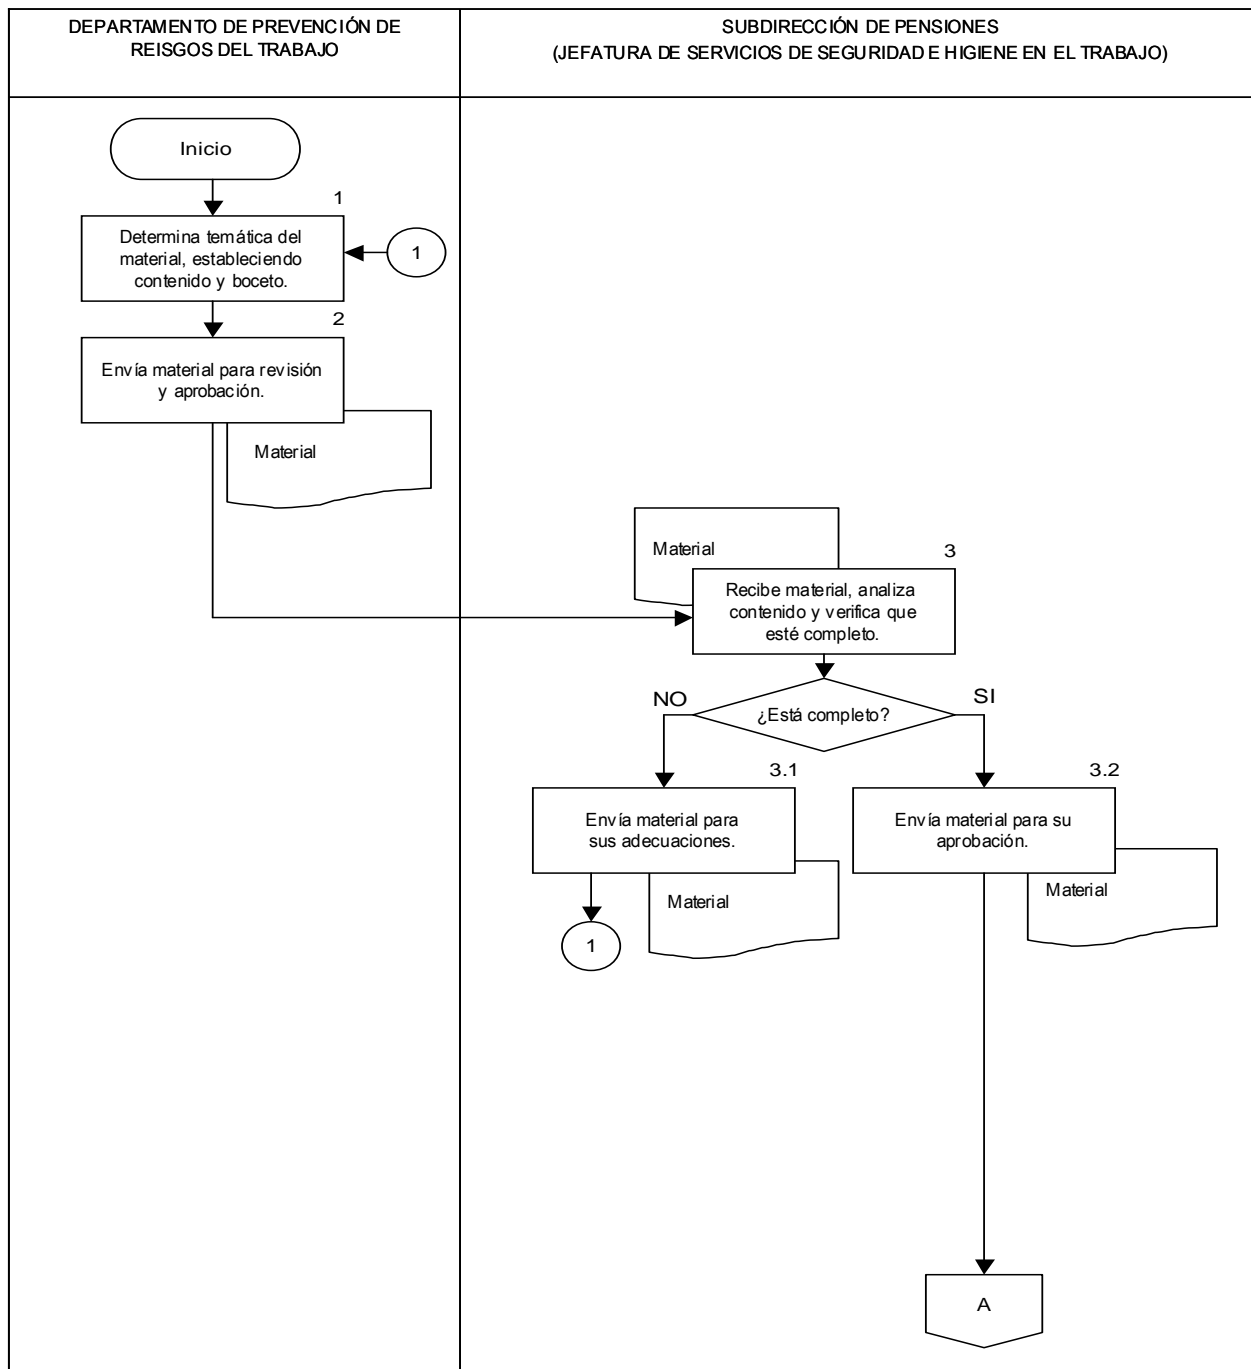 DEPARTAMENTO DE PREVENCIÓN DE
REISGOS DEL TRABAJO
SUBDIRECCIÓN DE PENSIONES
(JEFATURA DE SERVICIOS DE SEGURIDAD E HIGIENE EN EL TRABAJO)
Inicio
1
Determina temática del
material, estableciendo
contenido y boceto.
1
2
Envía material para revisión
y aprobación.
Material
Material
3
Recibe material, analiza
contenido y verifica que
esté completo.
NO
¿Está completo?
SI
3.1
Envía material para
sus adecuaciones.
Material
1
3.2
Envía material para su
aprobación.
Material
A